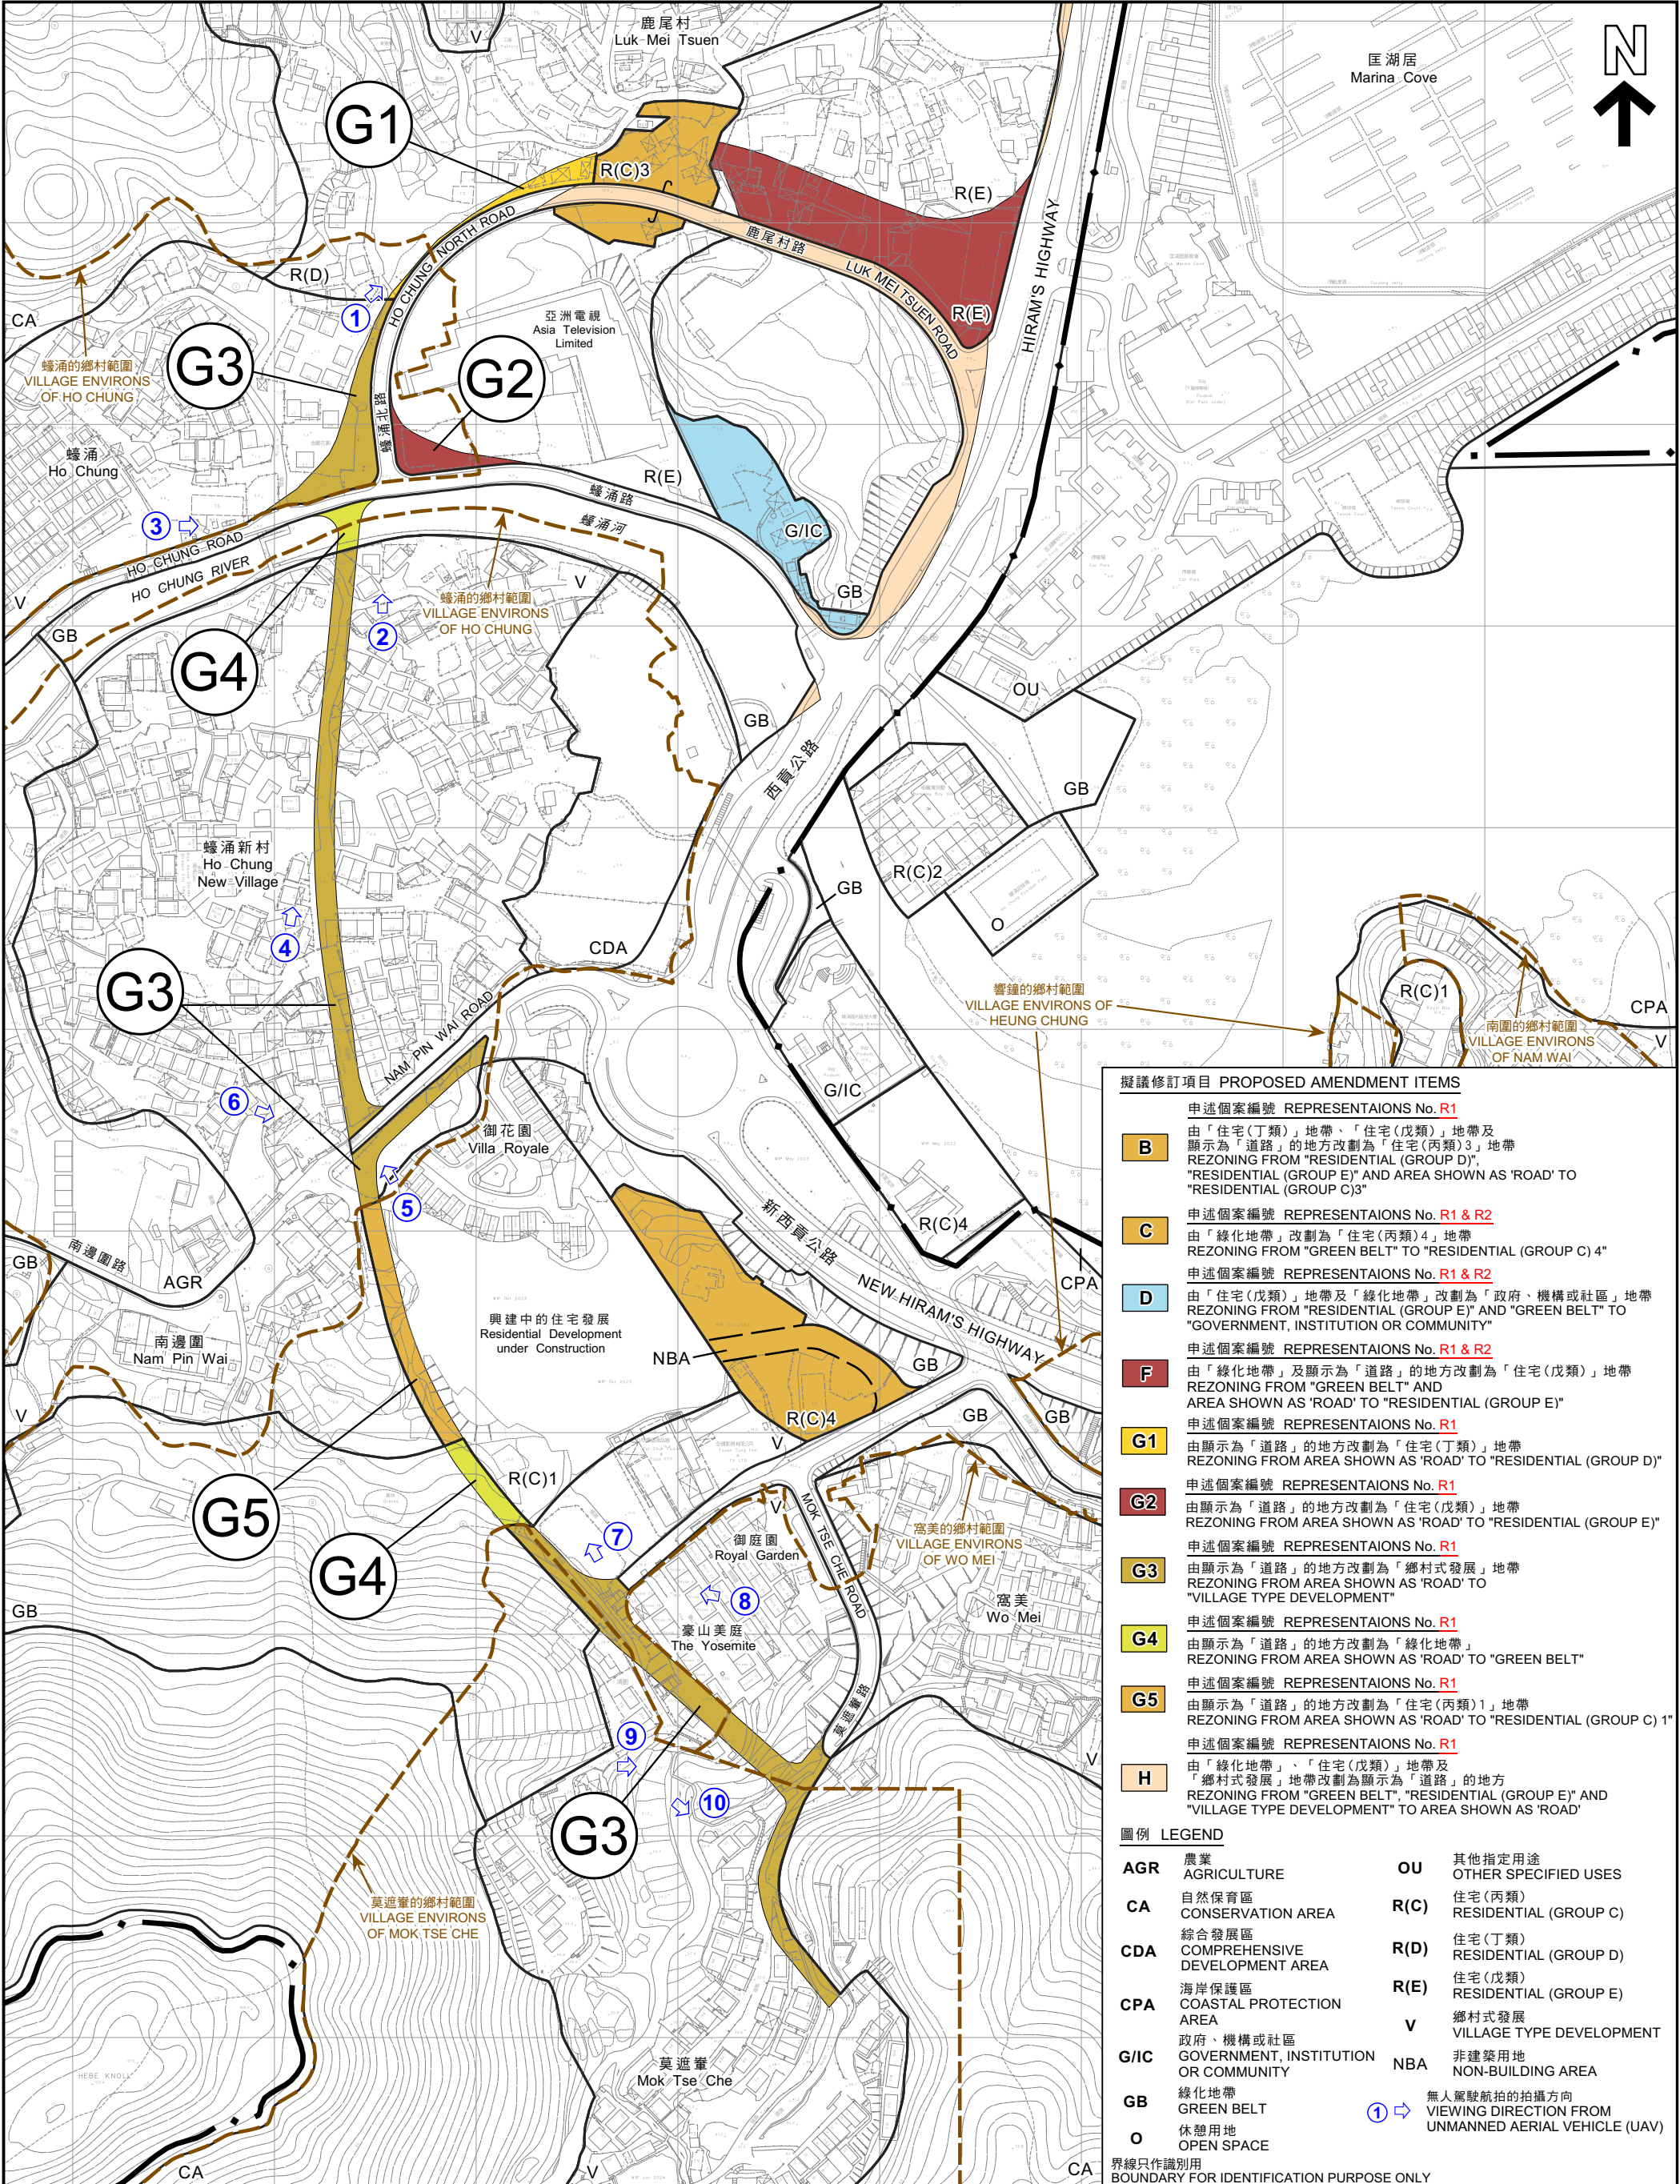 鹿尾村
Luk Mei Tsuen
匡湖居
Marina Cove
N
V
G1
R(C)3
R(E)
HO CHUNG NORTH ROAD
鹿尾村路
LUK MEI TSUEN ROAD
HIRAM'S HIGHWAY
R(D)
CA
1
蠔涌的鄉村範圍
VILLAGE ENVIRONS
OF HO CHUNG
亞洲電視
Asia Television
Limited
R(E)
G3
G2
蠔涌北路
蠔涌
Ho Chung
R(E)
蠔涌路
蠔涌河
3
HO CHUNG ROAD
HO CHUNG RIVER
G/IC
GB
V
GB
V
2
蠔涌的鄉村範圍
VILLAGE ENVIRONS
OF HO CHUNG
G4
OU
GB
西貢公路
GB
蠔涌新村
Ho Chung
New Village
R(C)2
GB
O
4
CDA
G3
NAM PIN WAI ROAD
響鐘的鄉村範圍
VILLAGE ENVIRONS OF
HEUNG CHUNG
R(C)1
CPA
V
南圍的鄉村範圍
VILLAGE ENVIRONS
OF NAM WAI
G/IC
6
御花園
Villa Royale
5
新西貢公路
NEW HIRAM'S HIGHWAY
R(C)4
CPA
GB
南邊圍路
AGR
南邊圍
Nam Pin Wai
興建中的住宅發展
Residential Development
under Construction
NBA
GB
R(C)4
GB
GB
V
V
G5
R(C)1
V
MOK TSE CHE ROAD
窩美的鄉村範圍
VILLAGE ENVIRONS
OF WO MEI
7
御庭園
Royal Garden
G4
8
窩美
Wo Mei
豪山美庭
The Yosemite
GB
莫遮輋路
9
V
10
G3
莫遮輋的鄉村範圍
VILLAGE ENVIRONS
OF MOK TSE CHE
莫遮輋
Mok Tse Che
HEBE KNOLL
CA
V
CA
擬議修訂項目 PROPOSED AMENDMENT ITEMS
申述個案編號 REPRESENTAIONS No. R1
B
由「住宅(丁類)」地帶、「住宅(戊類)」地帶及
顯示為「道路」的地方改劃為「住宅(丙類)3」地帶
REZONING FROM "RESIDENTIAL (GROUP D)",
"RESIDENTIAL (GROUP E)" AND AREA SHOWN AS 'ROAD' TO
"RESIDENTIAL (GROUP C)3"
申述個案編號 REPRESENTAIONS No. R1 & R2
C
由「綠化地帶」改劃為「住宅(丙類)4」地帶
REZONING FROM "GREEN BELT" TO "RESIDENTIAL (GROUP C) 4"
申述個案編號 REPRESENTAIONS No. R1 & R2
D
由「住宅(戊類)」地帶及「綠化地帶」改劃為「政府、機構或社區」地帶
REZONING FROM "RESIDENTIAL (GROUP E)" AND "GREEN BELT" TO
"GOVERNMENT, INSTITUTION OR COMMUNITY"
申述個案編號 REPRESENTAIONS No. R1 & R2
F
由「綠化地帶」及顯示為「道路」的地方改劃為「住宅(戊類)」地帶
REZONING FROM "GREEN BELT" AND
AREA SHOWN AS 'ROAD' TO "RESIDENTIAL (GROUP E)"
申述個案編號 REPRESENTAIONS No. R1
G1
由顯示為「道路」的地方改劃為「住宅(丁類)」地帶
REZONING FROM AREA SHOWN AS 'ROAD' TO "RESIDENTIAL (GROUP D)"
申述個案編號 REPRESENTAIONS No. R1
G2
由顯示為「道路」的地方改劃為「住宅(戊類)」地帶
REZONING FROM AREA SHOWN AS 'ROAD' TO "RESIDENTIAL (GROUP E)"
申述個案編號 REPRESENTAIONS No. R1
G3
由顯示為「道路」的地方改劃為「鄉村式發展」地帶
REZONING FROM AREA SHOWN AS 'ROAD' TO
"VILLAGE TYPE DEVELOPMENT"
申述個案編號 REPRESENTAIONS No. R1
G4
由顯示為「道路」的地方改劃為「綠化地帶」
REZONING FROM AREA SHOWN AS 'ROAD' TO "GREEN BELT"
申述個案編號 REPRESENTAIONS No. R1
G5
由顯示為「道路」的地方改劃為「住宅(丙類)1」地帶
REZONING FROM AREA SHOWN AS 'ROAD' TO "RESIDENTIAL (GROUP C) 1"
申述個案編號 REPRESENTAIONS No. R1
H
由「綠化地帶」、「住宅(戊類)」地帶及
「鄉村式發展」地帶改劃為顯示為「道路」的地方
REZONING FROM "GREEN BELT", "RESIDENTIAL (GROUP E)" AND
"VILLAGE TYPE DEVELOPMENT" TO AREA SHOWN AS 'ROAD'
圖例 LEGEND
AGR 農業
AGRICULTURE
CA 自然保育區
CONSERVATION AREA
CDA 綜合發展區
COMPREHENSIVE
DEVELOPMENT AREA
CPA 海岸保護區
COASTAL PROTECTION
AREA
G/IC 政府、機構或社區
GOVERNMENT, INSTITUTION
OR COMMUNITY
GB 綠化地帶
GREEN BELT
O 休憩用地
OPEN SPACE
OU 其他指定用途
OTHER SPECIFIED USES
R(C) 住宅(丙類)
RESIDENTIAL (GROUP C)
R(D) 住宅(丁類)
RESIDENTIAL (GROUP D)
R(E) 住宅(戊類)
RESIDENTIAL (GROUP E)
V 鄉村式發展
VILLAGE TYPE DEVELOPMENT
NBA 非建築用地
NON-BUILDING AREA
1 無人駕駛航拍的拍攝方向
VIEWING DIRECTION FROM
UNMANNED AERIAL VEHICLE (UAV)
界線只作識別用
BOUNDARY FOR IDENTIFICATION PURPOSE ONLY